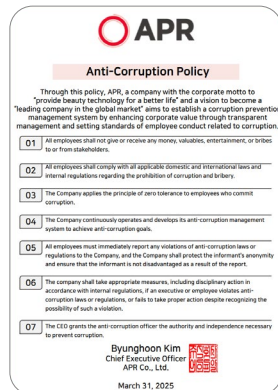 APR
Anti-Corruption Policy
Through this policy, APR, a company with the corporate motto to
"provide beauty technology for a better life" and a vision to become a
"leading company in the global market" aims to establish a corruption prevention
management system by enhancing corporate value through transparent
management and setting standards of employee conduct related to corruption.
01 All employees shall not give or receive any money, valuables, entertainment, or bribes
to or from stakeholders.
02 All employees shall comply with all applicable domestic and international laws and
internal regulations regarding the prohibition of corruption and bribery.
03 The Company applies the principle of zero tolerance to employees who commit
corruption.
04 The Company continuously operates and develops its anti-corruption management
system to achieve anti-corruption goals.
05 All employees must immediately report any violations of anti-corruption laws or
regulations to the Company, and the Company shall protect the informant's anonymity
and ensure that the informant is not disadvantaged as a result of the report.
06 The company shall take appropriate measures, including disciplinary action in
accordance with internal regulations, if an executive or employee violates anti-
corruption laws or regulations, or fails to take proper action despite recognizing the
possibility of such a violation.
07 The CEO grants the anti-corruption officer the authority and independence necessary
to prevent corruption.
Byunghoon Kim
Chief Executive Officer
APR Co., Ltd.
March 31, 2025